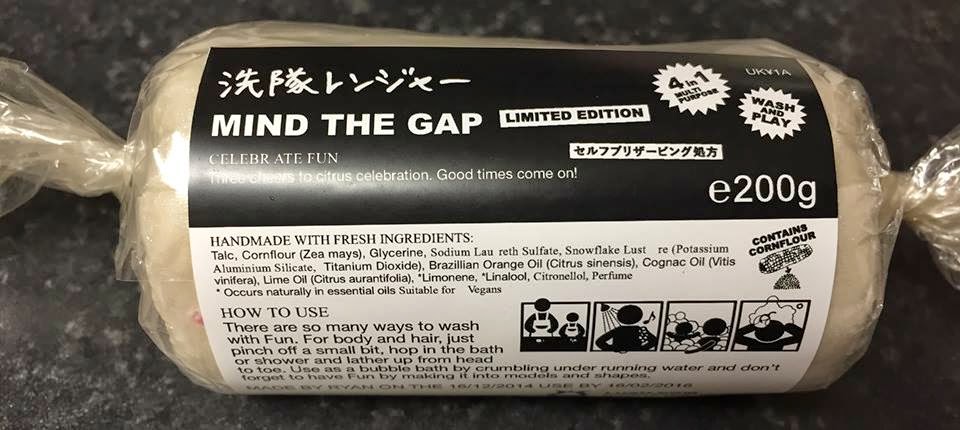 洗隊レンジャー
UKY1A
4 in 1
MULTI
PURPOSE
MIND THE GAP
LIMITED EDITION
WASH
AND
PLAY
セルフプリザービング処方
CELEBR ATE FUN
Three cheers to citrus celebration. Good times come on!
e200g
HANDMADE WITH FRESH INGREDIENTS:
Talc, Cornflour (Zea mays), Glycerine, Sodium Lau reth Sulfate, Snowflake Lust re (Potassium
Aluminium Silicate, Titanium Dioxide), Brazillian Orange Oil (Citrus sinensis), Cognac Oil (Vitis
vinifera), Lime Oil (Citrus aurantifolia), *Limonene, *Linalool, Citronellol, Perfume
* Occurs naturally in essential oils Suitable for Vegans
CONTAINS
CORNFLOUR
HOW TO USE
There are so many ways to wash
with Fun. For body and hair, just
pinch off a small bit, hop in the bath
or shower and lather up from head
to toe. Use as a bubble bath by crumbling under running water and don't
forget to have Fun by making it into models and shapes.
MADE BY RYAN ON THE 16/12/2014 USE BY 16/02/2016